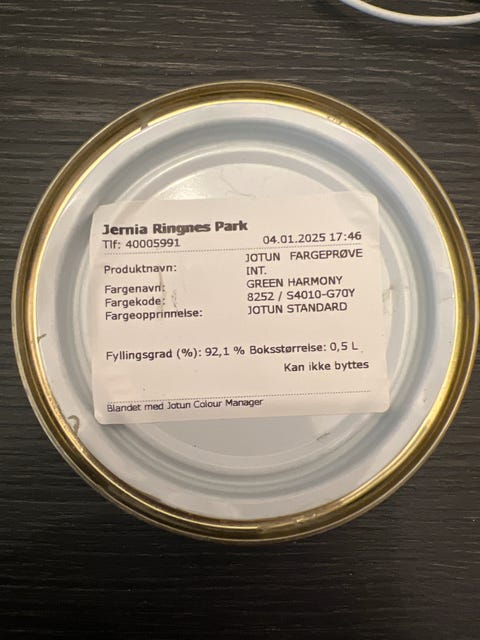 Jernia Ringnes Park
Tlf: 40005991 04.01.2025 17:46
Produktnavn: JOTUN FARGEPRØVE INT.
Fargenavn: GREEN HARMONY
Fargekode: 8252 / S4010-G70Y
Fargeopprinnelse: JOTUN STANDARD
Fyllingsgrad (%): 92,1 % Boksstørrelse: 0,5 L
Kan ikke byttes
Blandet med Jotun Colour Manager